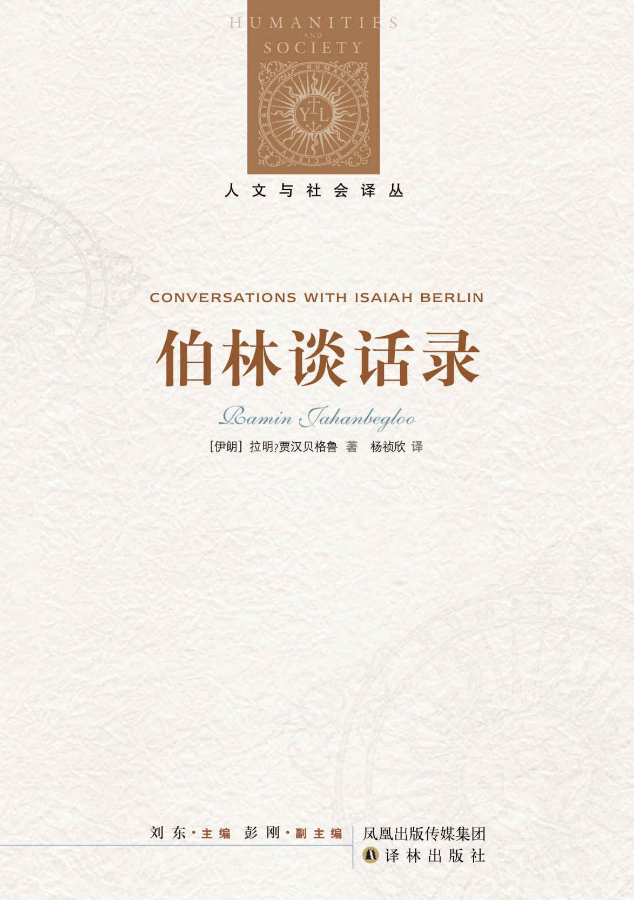 HUMANITIES
AND
SOCIETY
YL
人文与社会译丛
CONVERSATIONS WITH ISAIAH BERLIN
伯林谈话录
Ramin Jahanbegloo
[伊朗] 拉明?贾汉贝格鲁 著 杨祯欣 译
刘东·主编 彭刚·副主编
凤凰出版传媒集团
译林出版社